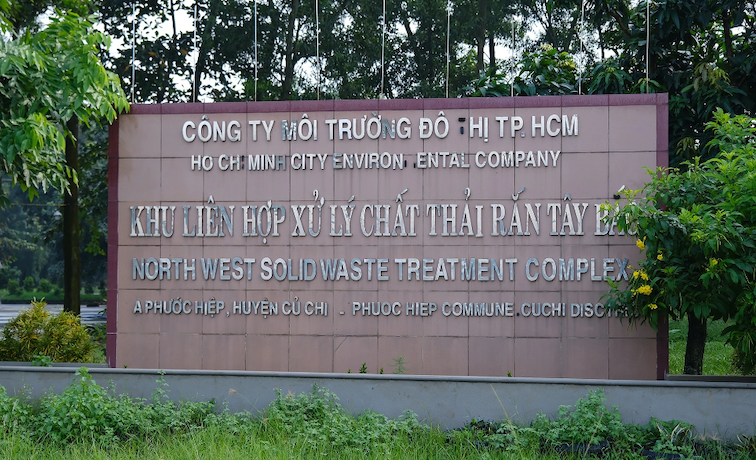 CÔNG TY MÔI TRƯỜNG ĐÔ THỊ TP. HCM
HO CHI MINH CITY ENVIRON ENTAL COMPANY
KHU LIÊN HỢP XỬ LÝ CHẤT THẢI RẮN TÂY BẮ
NORTH WEST SOLID WASTE TREATMENT COMPLEX
A PHƯỚC HIỆP, HUYỆN CỦ CHI - PHUOC HIEP COMMUNE, CUCHI